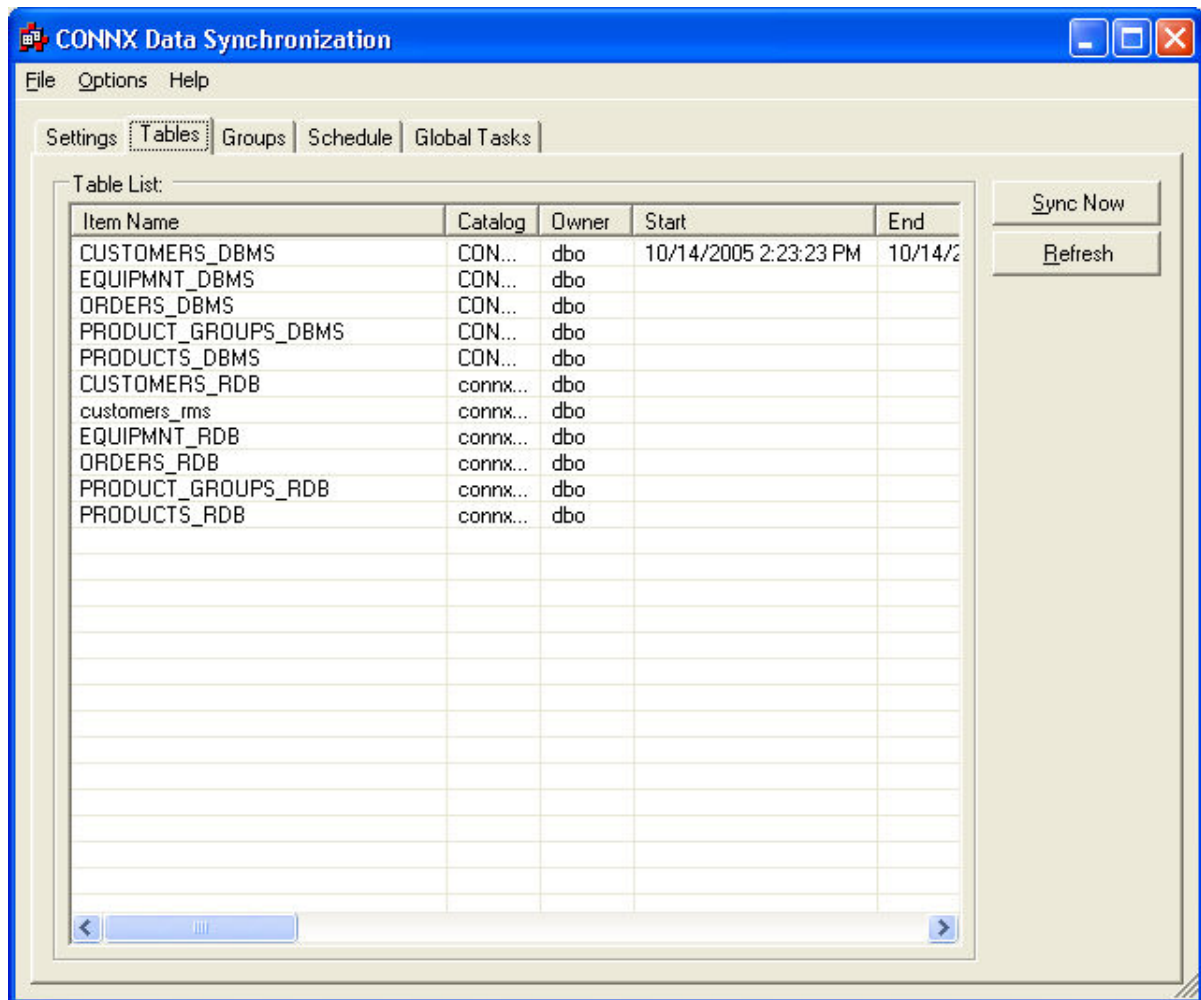 CONNX Data Synchronization
File Options Help
Settings Tables Groups Schedule Global Tasks
Table List:
Item Name Catalog Owner Start End
CUSTOMERS_DBMS CON... dbo 10/14/2005 2:23:23 PM 10/14/2
EQUIPMNT_DBMS CON... dbo
ORDERS_DBMS CON... dbo
PRODUCT_GROUPS_DBMS CON... dbo
PRODUCTS_DBMS CON... dbo
CUSTOMERS_RDB connx... dbo
customers_rms connx... dbo
EQUIPMNT_RDB connx... dbo
ORDERS_RDB connx... dbo
PRODUCT_GROUPS_RDB connx... dbo
PRODUCTS_RDB connx... dbo
Sync Now
Refresh